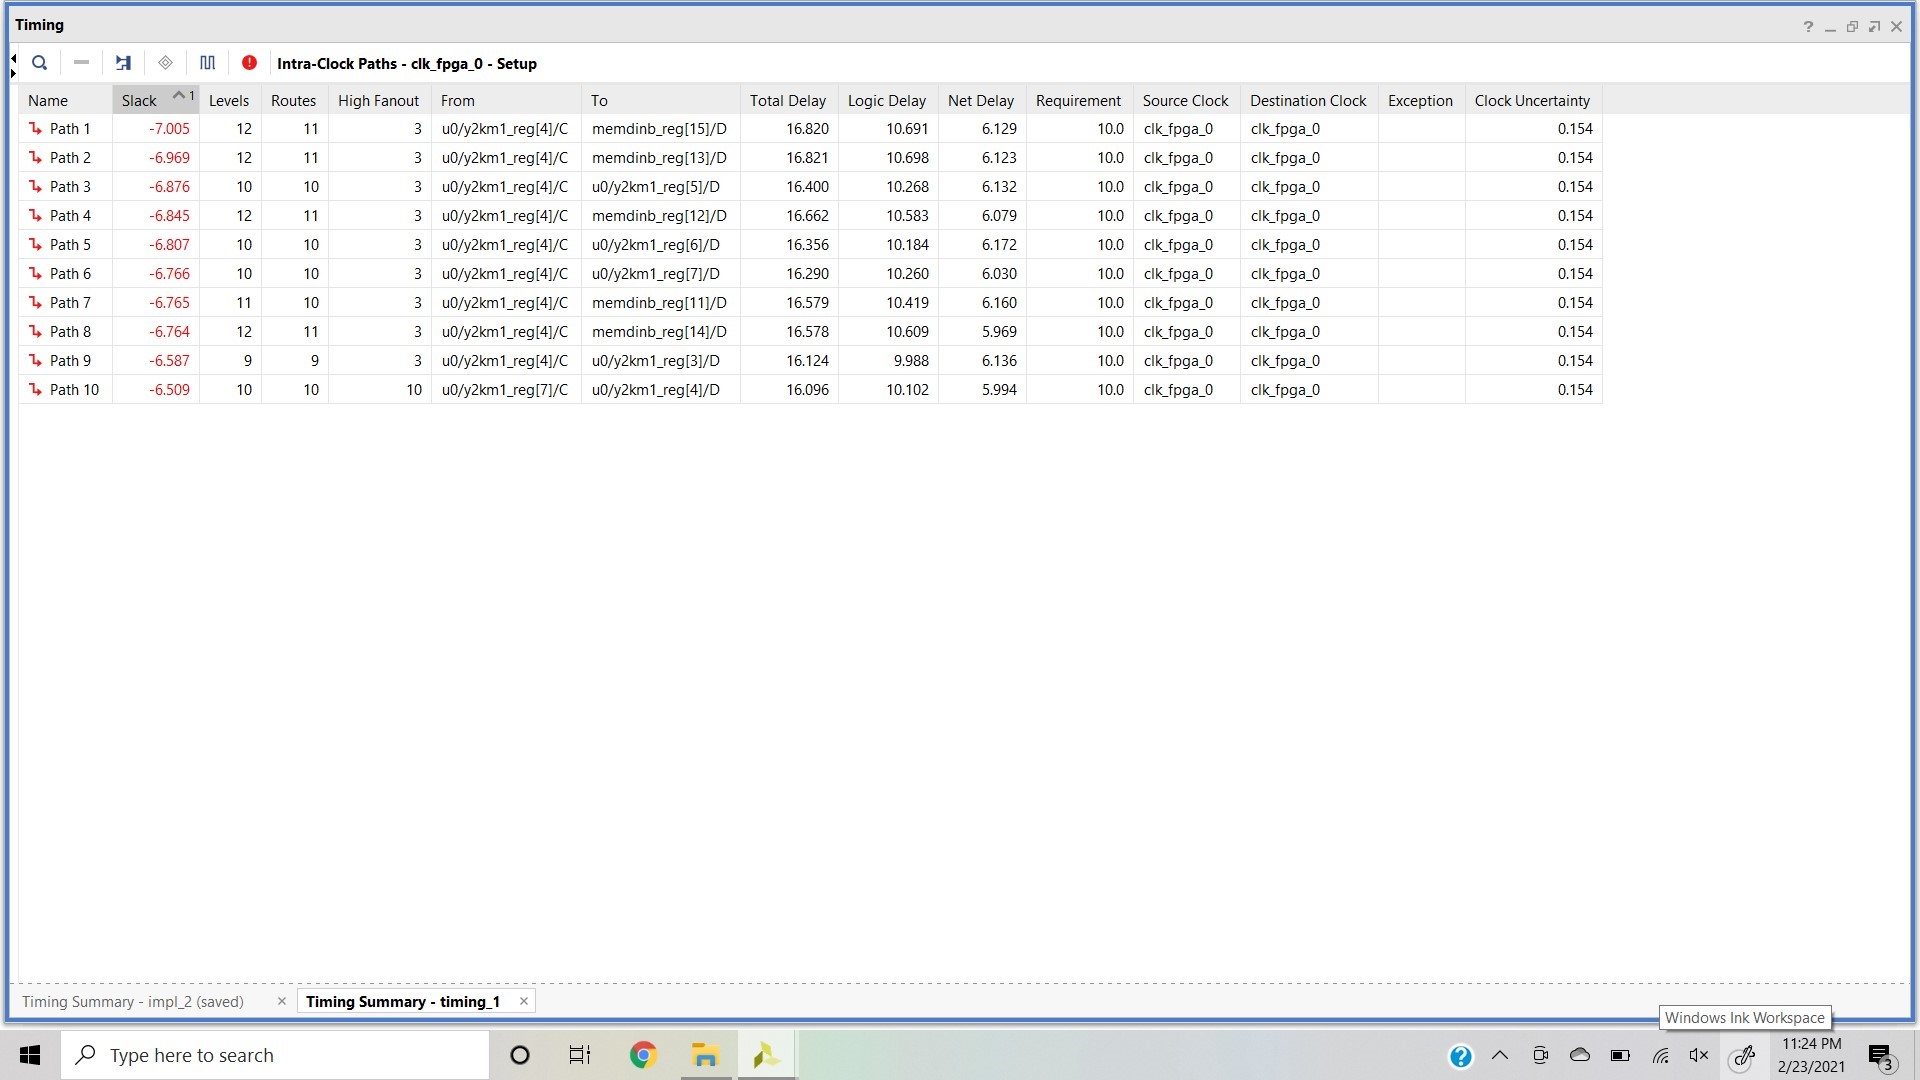 Timing
Intra-Clock Paths - clk_fpga_0 - Setup
Name Slack 1 Levels Routes High Fanout From To Total Delay Logic Delay Net Delay Requirement Source Clock Destination Clock Exception Clock Uncertainty
Path 1 -7.005 12 11 3 u0/y2km1_reg[4]/C memdinb_reg[15]/D 16.820 10.691 6.129 10.0 clk_fpga_0 clk_fpga_0 0.154
Path 2 -6.969 12 11 3 u0/y2km1_reg[4]/C memdinb_reg[13]/D 16.821 10.698 6.123 10.0 clk_fpga_0 clk_fpga_0 0.154
Path 3 -6.876 10 10 3 u0/y2km1_reg[4]/C u0/y2km1_reg[5]/D 16.400 10.268 6.132 10.0 clk_fpga_0 clk_fpga_0 0.154
Path 4 -6.845 12 11 3 u0/y2km1_reg[4]/C memdinb_reg[12]/D 16.662 10.583 6.079 10.0 clk_fpga_0 clk_fpga_0 0.154
Path 5 -6.807 10 10 3 u0/y2km1_reg[4]/C u0/y2km1_reg[6]/D 16.356 10.184 6.172 10.0 clk_fpga_0 clk_fpga_0 0.154
Path 6 -6.766 10 10 3 u0/y2km1_reg[4]/C u0/y2km1_reg[7]/D 16.290 10.260 6.030 10.0 clk_fpga_0 clk_fpga_0 0.154
Path 7 -6.765 11 10 3 u0/y2km1_reg[4]/C memdinb_reg[11]/D 16.579 10.419 6.160 10.0 clk_fpga_0 clk_fpga_0 0.154
Path 8 -6.764 12 11 3 u0/y2km1_reg[4]/C memdinb_reg[14]/D 16.578 10.609 5.969 10.0 clk_fpga_0 clk_fpga_0 0.154
Path 9 -6.587 9 9 3 u0/y2km1_reg[4]/C u0/y2km1_reg[3]/D 16.124 9.988 6.136 10.0 clk_fpga_0 clk_fpga_0 0.154
Path 10 -6.509 10 10 10 u0/y2km1_reg[7]/C u0/y2km1_reg[4]/D 16.096 10.102 5.994 10.0 clk_fpga_0 clk_fpga_0 0.154
Timing Summary - impl_2 (saved) Timing Summary - timing_1
Windows Ink Workspace
Type here to search
11:24 PM
2/23/2021
3